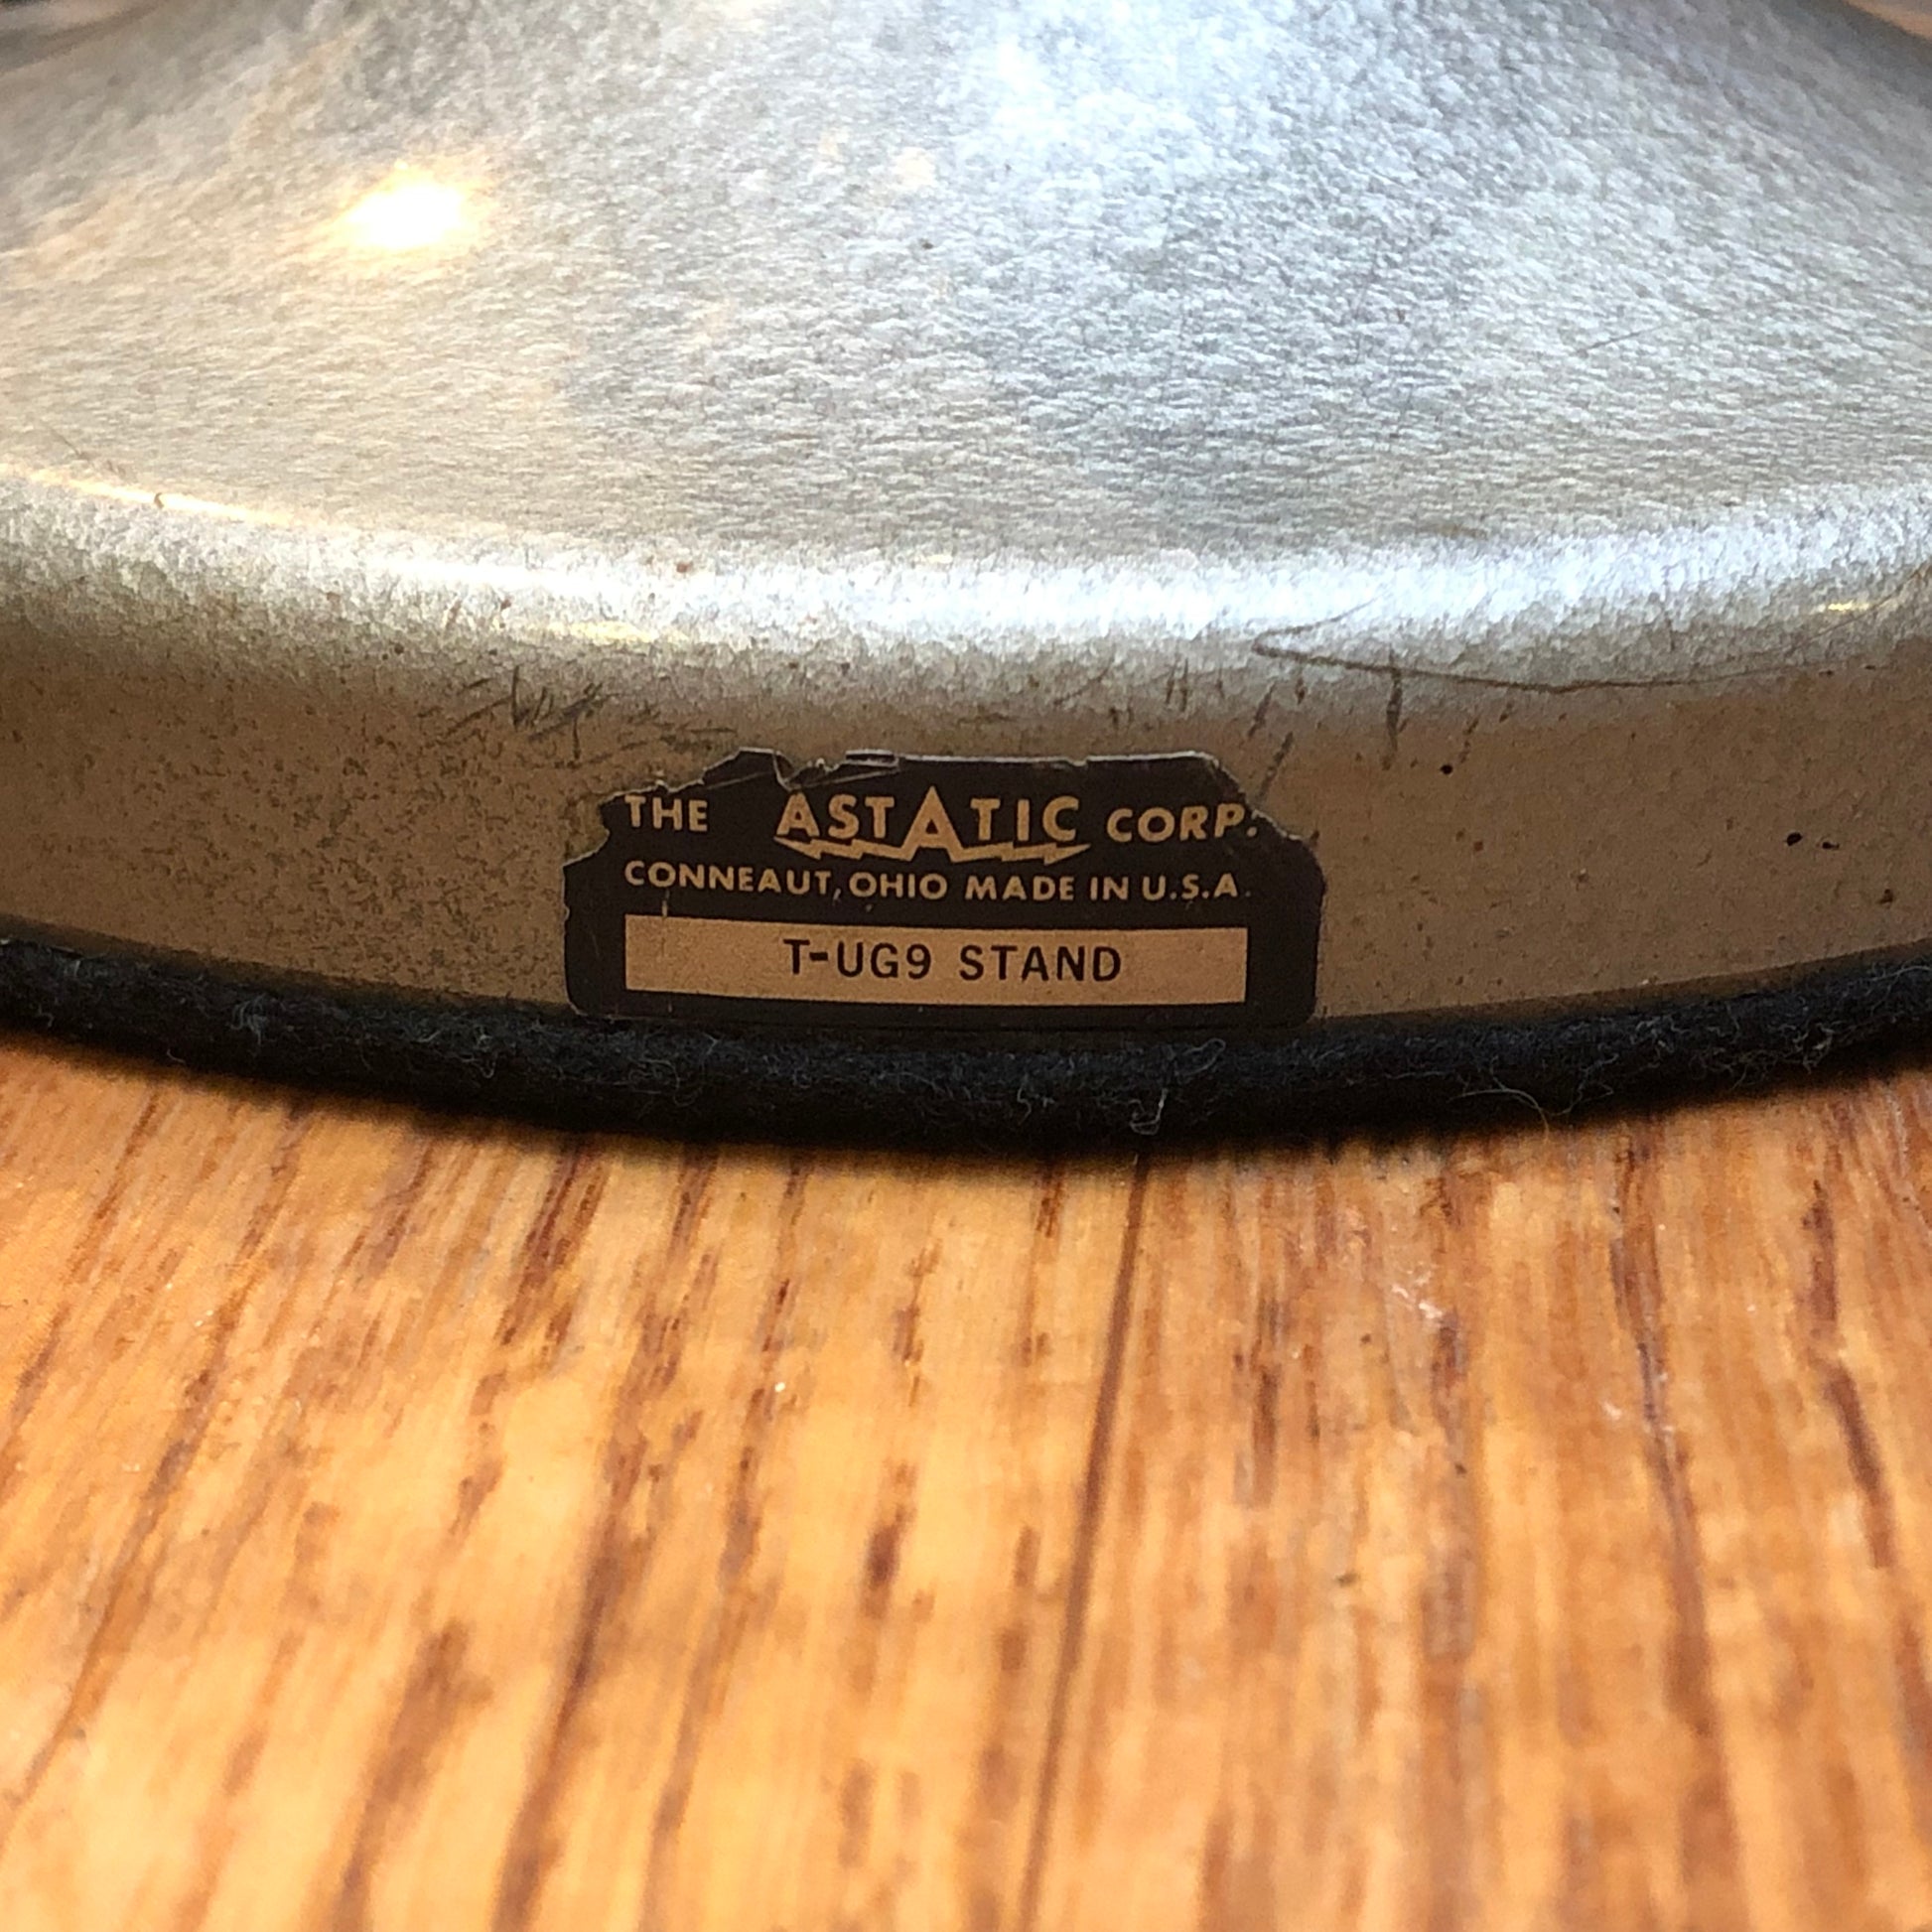 THE ASTATIC CORP.
CONNEAUT, OHIO MADE IN U.S.A.
T-UG9 STAND